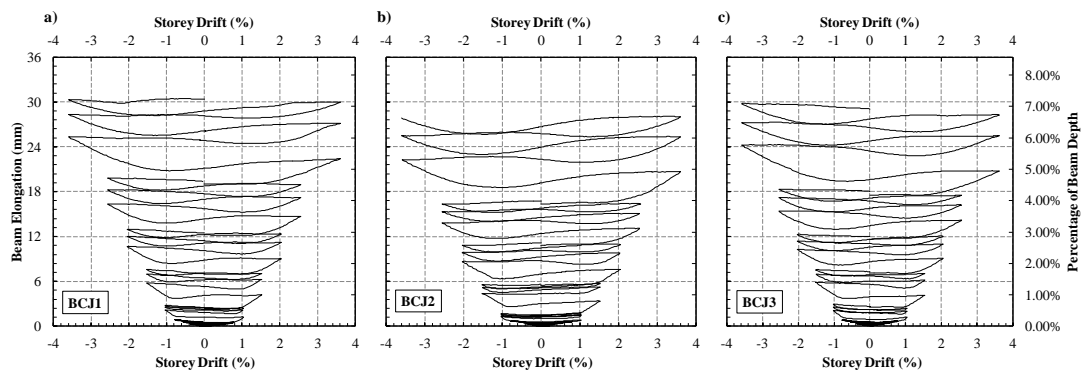 a) Storey Drift (%) b) Storey Drift (%) c) Storey Drift (%)
-4 -3 -2 -1 0 1 2 3 4 -4 -3 -2 -1 0 1 2 3 4 -4 -3 -2 -1 0 1 2 3 4
36
8.00%
30
7.00%
6.00%
24
5.00%
18
4.00%
12
3.00%
2.00%
6
1.00%
0
0.00%
Beam Elongation (mm)
Percentage of Beam Depth
BCJ1 BCJ2 BCJ3
-4 -3 -2 -1 0 1 2 3 4 -4 -3 -2 -1 0 1 2 3 4 -4 -3 -2 -1 0 1 2 3 4
Storey Drift (%) Storey Drift (%) Storey Drift (%)